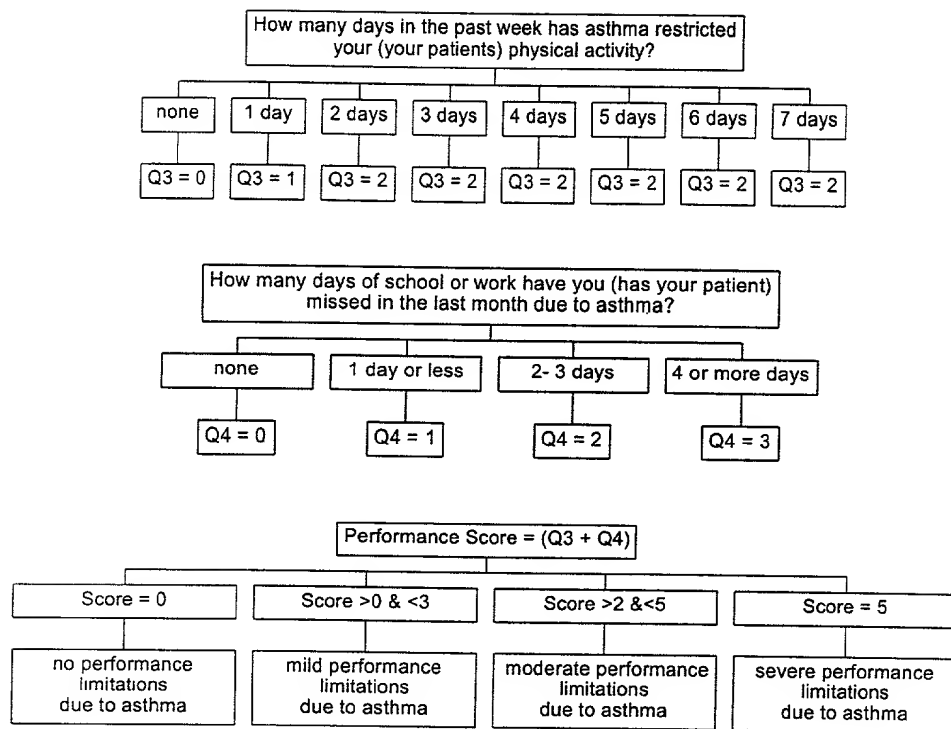 How many days in the past week has asthma restricted
your (your patients) physical activity?
none
1 day
2 days
3 days
4 days
5 days
6 days
7 days
Q3 = 0
Q3 = 1
Q3 = 2
Q3 = 2
Q3 = 2
Q3 = 2
Q3 = 2
Q3 = 2
How many days of school or work have you (has your patient)
missed in the last month due to asthma?
none
1 day or less
2- 3 days
4 or more days
Q4 = 0
Q4 = 1
Q4 = 2
Q4 = 3
Performance Score = (Q3 + Q4)
Score = 0
Score >0 & <3
Score >2 &<5
Score = 5
no performance
limitations
due to asthma
mild performance
limitations
due to asthma
moderate performance
limitations
due to asthma
severe performance
limitations
due to asthma